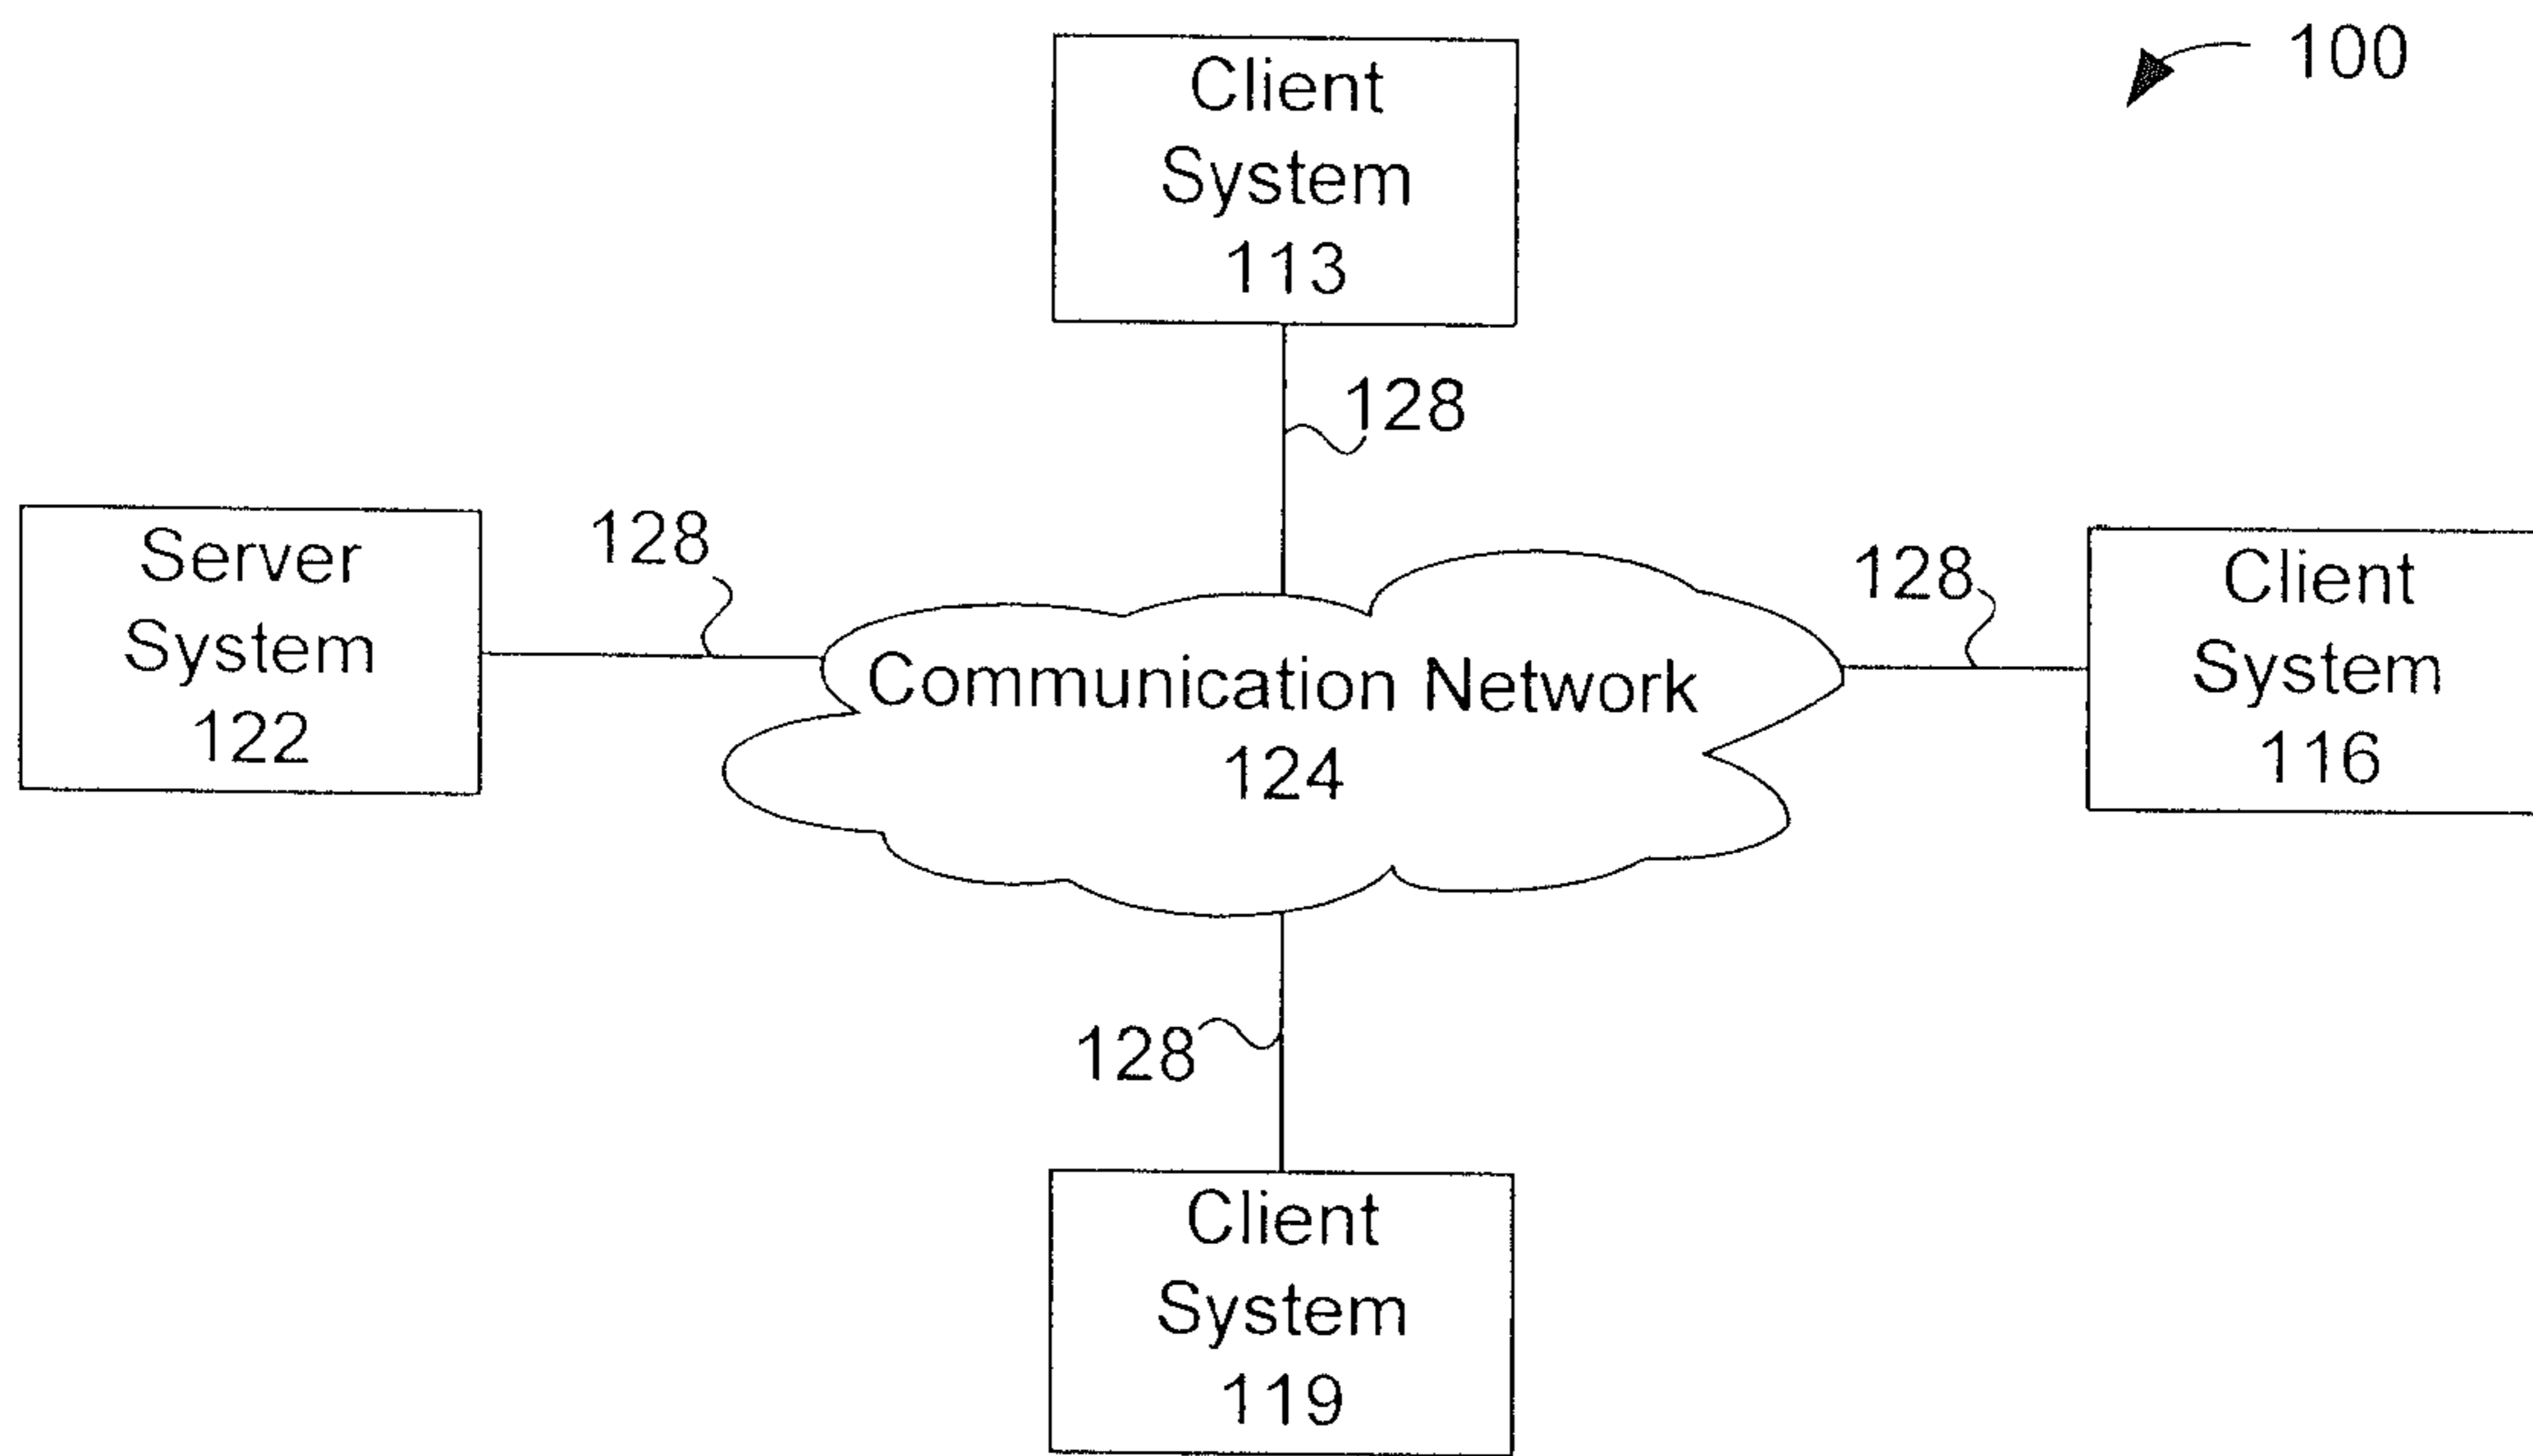 100
Client
System
113
128
Server
System
122
128
128
Client
System
116
Communication Network
124
128
Client
System
119